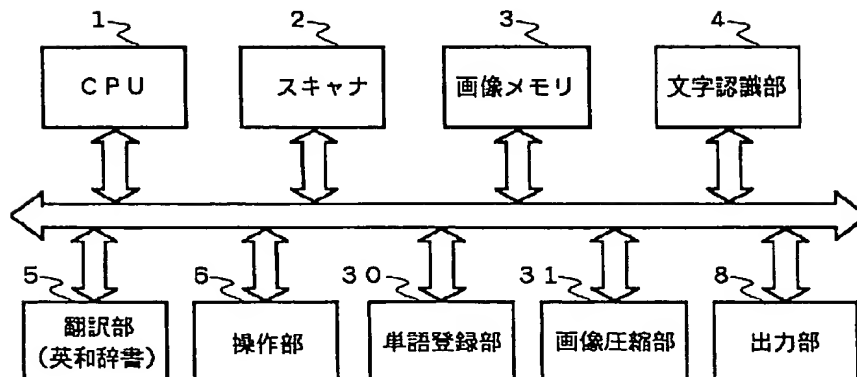 1 2 3 4
CPU スキャナ 画像メモリ 文字認識部
5 6 30 31 8
翻訳部
(英和辞書)
操作部 単語登録部 画像圧縮部 出力部